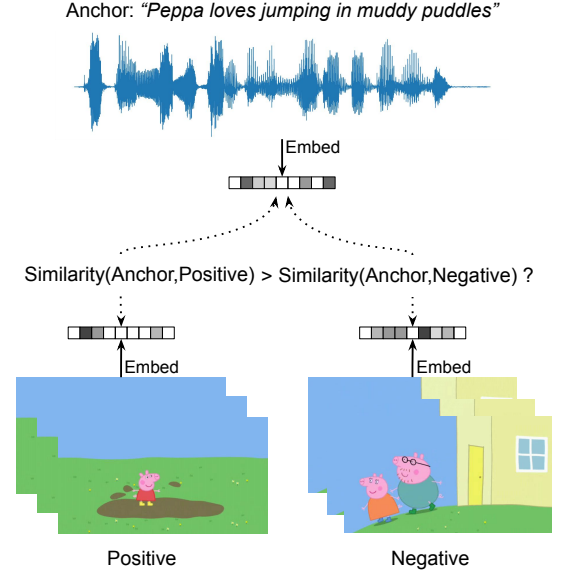 Anchor: “Peppa loves jumping in muddy puddles”
Embed
Similarity(Anchor,Positive) > Similarity(Anchor,Negative) ?
Embed
Embed
Positive
Negative